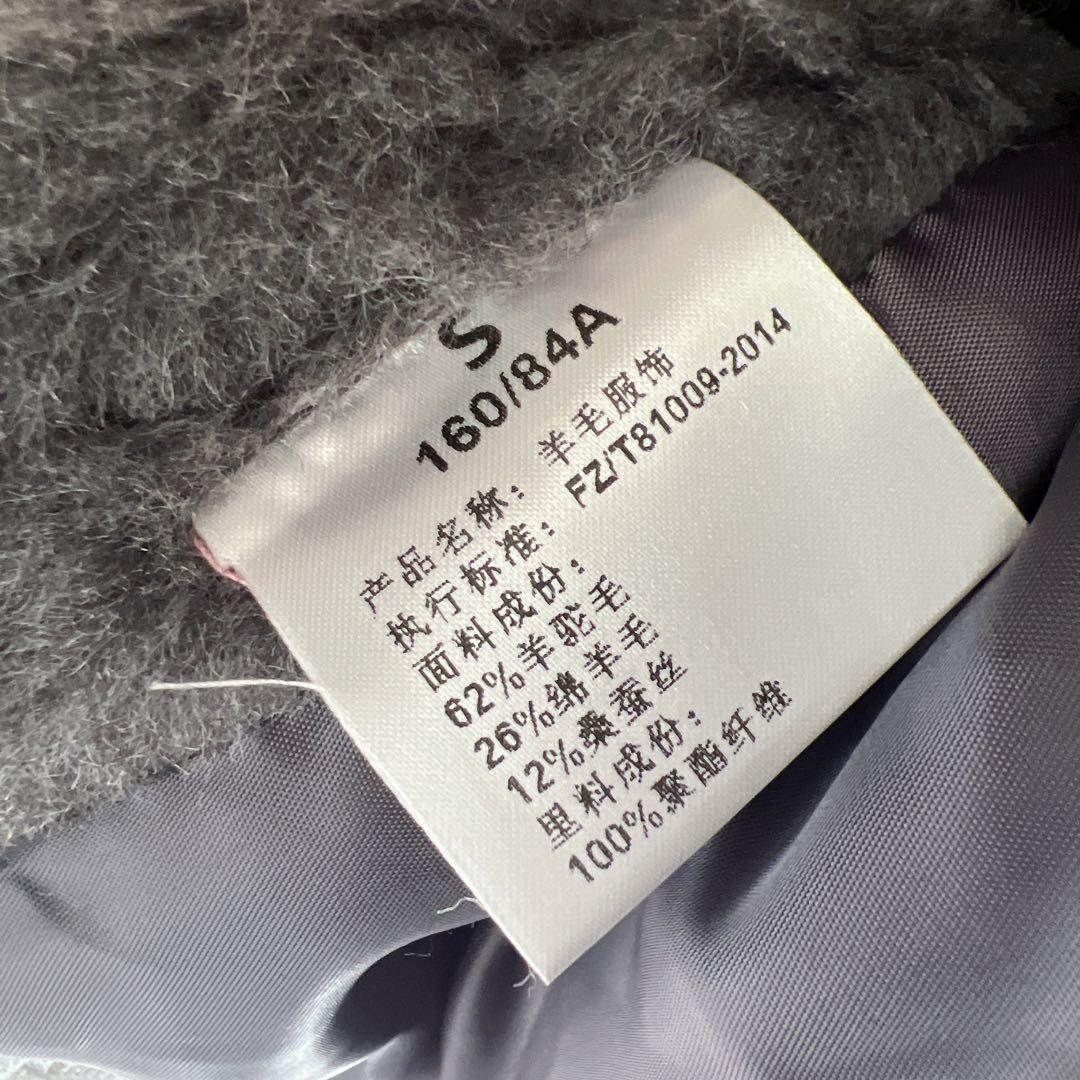 S
160/84A
产品名称：羊毛服饰
执行标准：FZ/T81009-2014
面料成份：
62%羊驼毛
26%绵羊毛
12%桑蚕丝
里料成份：
100%聚酯纤维